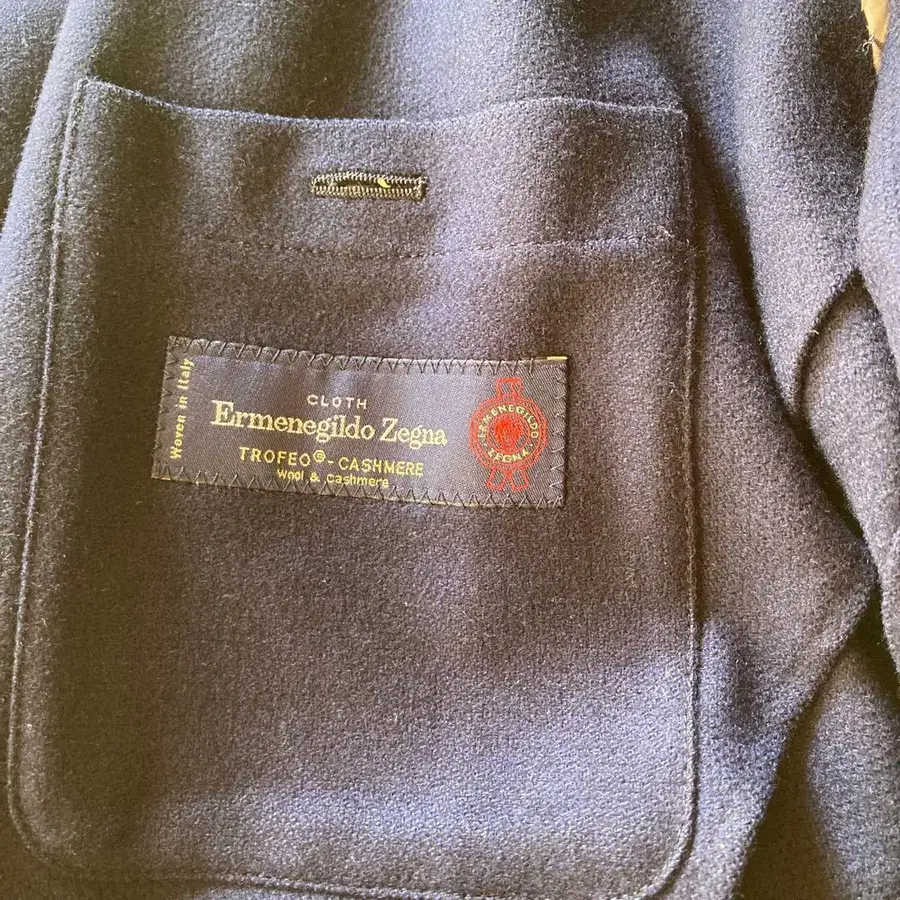 Woven in Italy
CLOTH
Ermenegildo Zegna
TROFEO®-CASHMERE
Wool & cashmere
ERMENEGILDO
ZEGNA